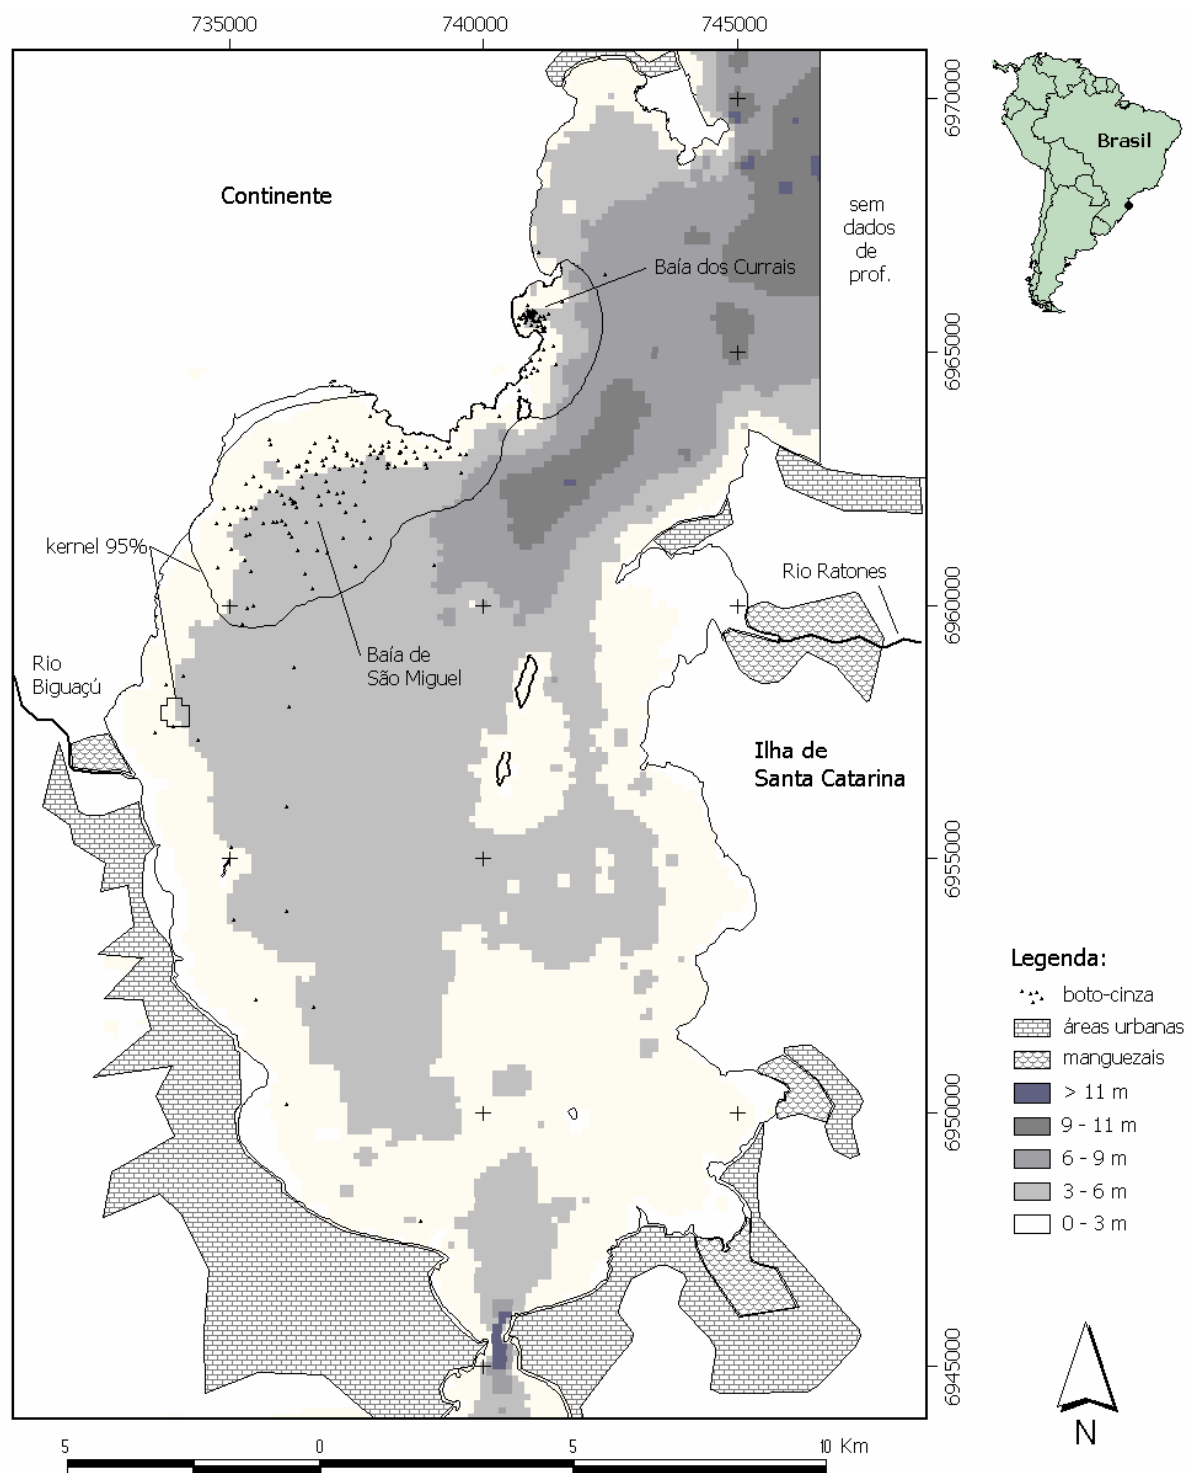 735000
740000
745000
6970000
Brasil
Continente
sem
dados
de
prof.
Baía dos Currais
6965000
kernel 95%
Rio Ratones
6960000
Baía de
São Miguel
Rio
Biguaçú
Ilha de
Santa Catarina
6955000
Legenda:
boto-cinza
áreas urbanas
manguezais
> 11 m
9 - 11 m
6 - 9 m
3 - 6 m
0 - 3 m
6950000
6945000
N
5
0
5
10 Km